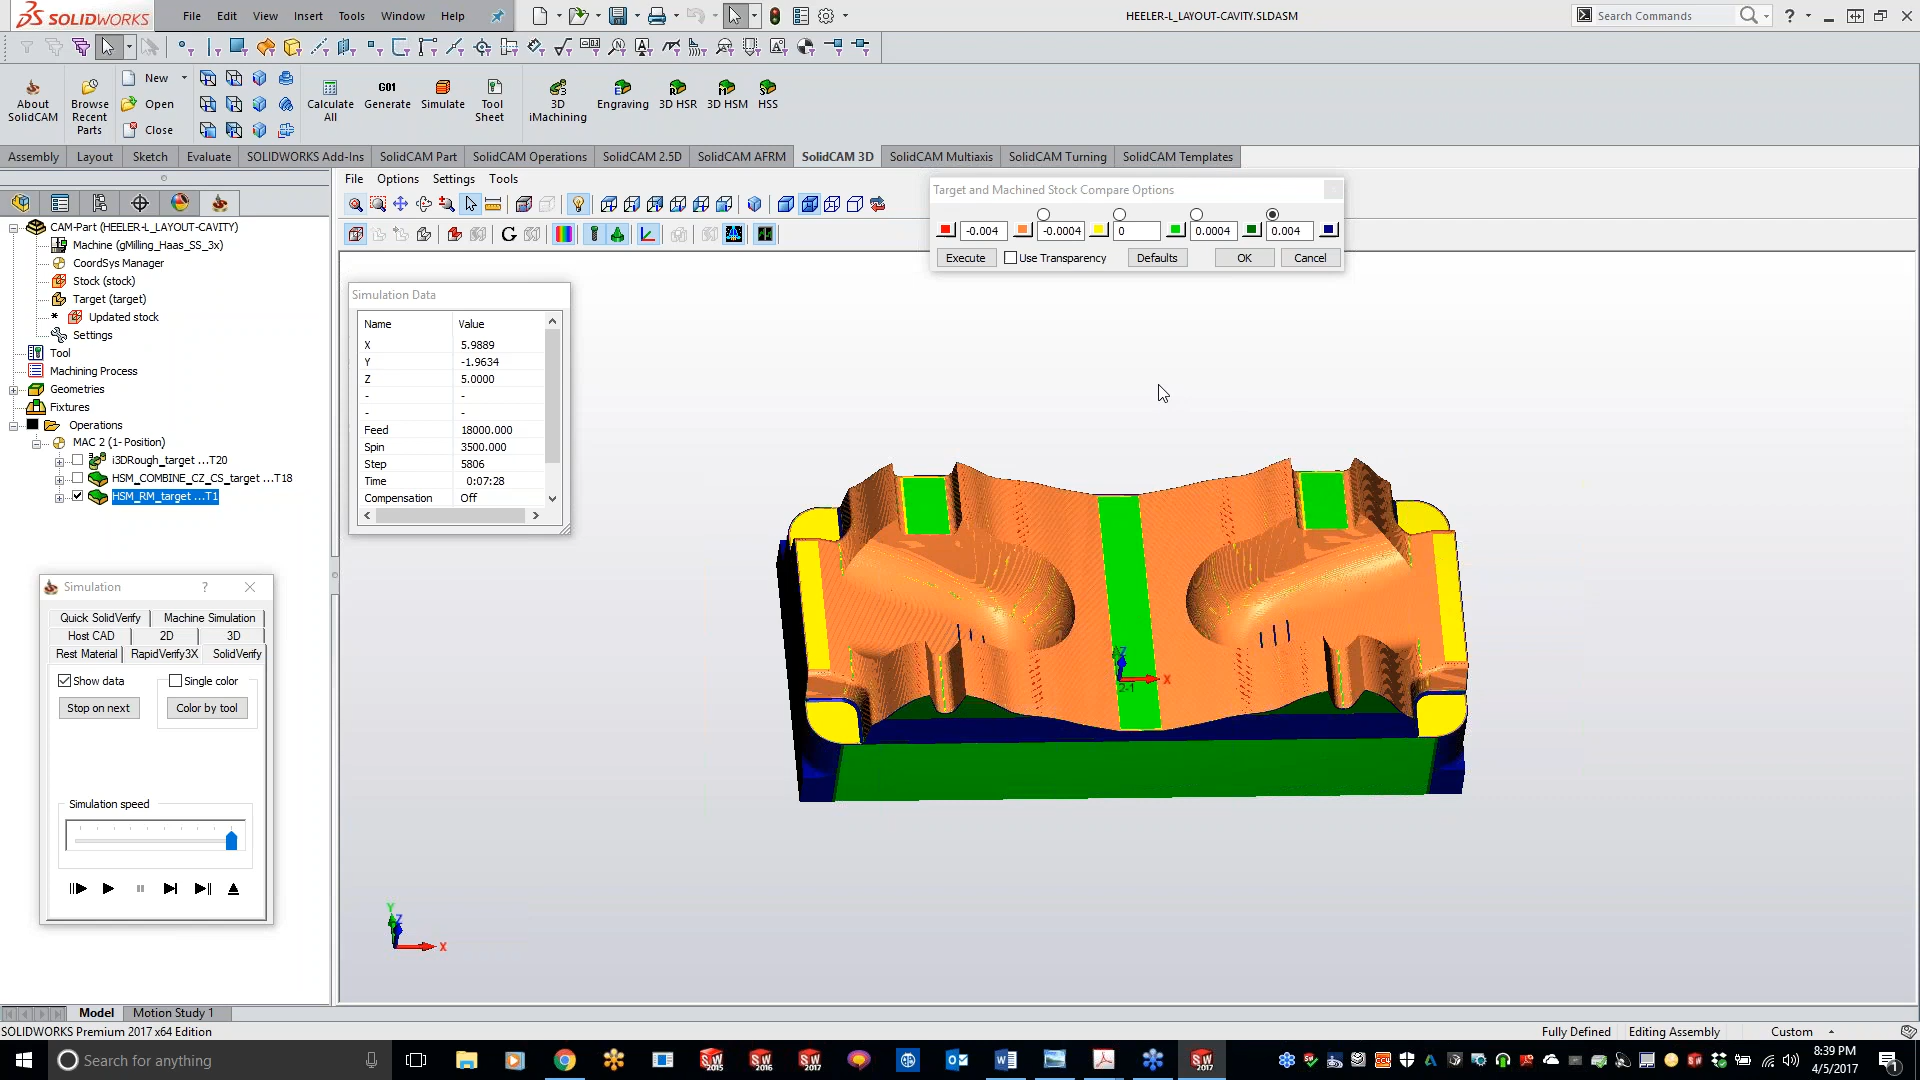 SOLIDWORKS
File Edit View Insert Tools Window Help
HEELER-L_LAYOUT-CAVITY.SLDASM
Search Commands
About SolidCAM
Browse Recent Parts
New
Open
Close
Calculate All
G01
Generate
Simulate
Tool Sheet
3D iMachining
Engraving
3D HSR
3D HSM
HSS
Assembly Layout Sketch Evaluate SOLIDWORKS Add-Ins SolidCAM Part SolidCAM Operations SolidCAM 2.5D SolidCAM AFRM SolidCAM 3D SolidCAM Multiaxis SolidCAM Turning SolidCAM Templates
File Options Settings Tools
Target and Machined Stock Compare Options
-0.004 -0.0004 0 0.0004 0.004
Execute Use Transparency Defaults OK Cancel
CAM-Part (HEELER-L_LAYOUT-CAVITY)
Machine (gMilling_Haas_SS_3x)
CoordSys Manager
Stock (stock)
Target (target)
* Updated stock
Settings
Tool
Machining Process
Geometries
Fixtures
Operations
MAC 2 (1- Position)
i3DRough_target ...T20
HSM_COMBINE_CZ_CS_target ...T18
HSM_RM_target ...T1
Simulation Data
Name Value
X 5.9889
Y -1.9634
Z 5.0000
- -
- -
Feed 18000.000
Spin 3500.000
Step 5806
Time 0:07:28
Compensation Off
Simulation ?
Quick SolidVerify Machine Simulation
Host CAD 2D 3D
Rest Material RapidVerify3X SolidVerify
Show data Single color
Stop on next Color by tool
Simulation speed
Z
X
2-1
Y
Z
X
Model Motion Study 1
SOLIDWORKS Premium 2017 x64 Edition
Fully Defined Editing Assembly Custom
Search for anything
SW 2015
SW 2016
SW 2017
SW 2017
8:39 PM
4/5/2017